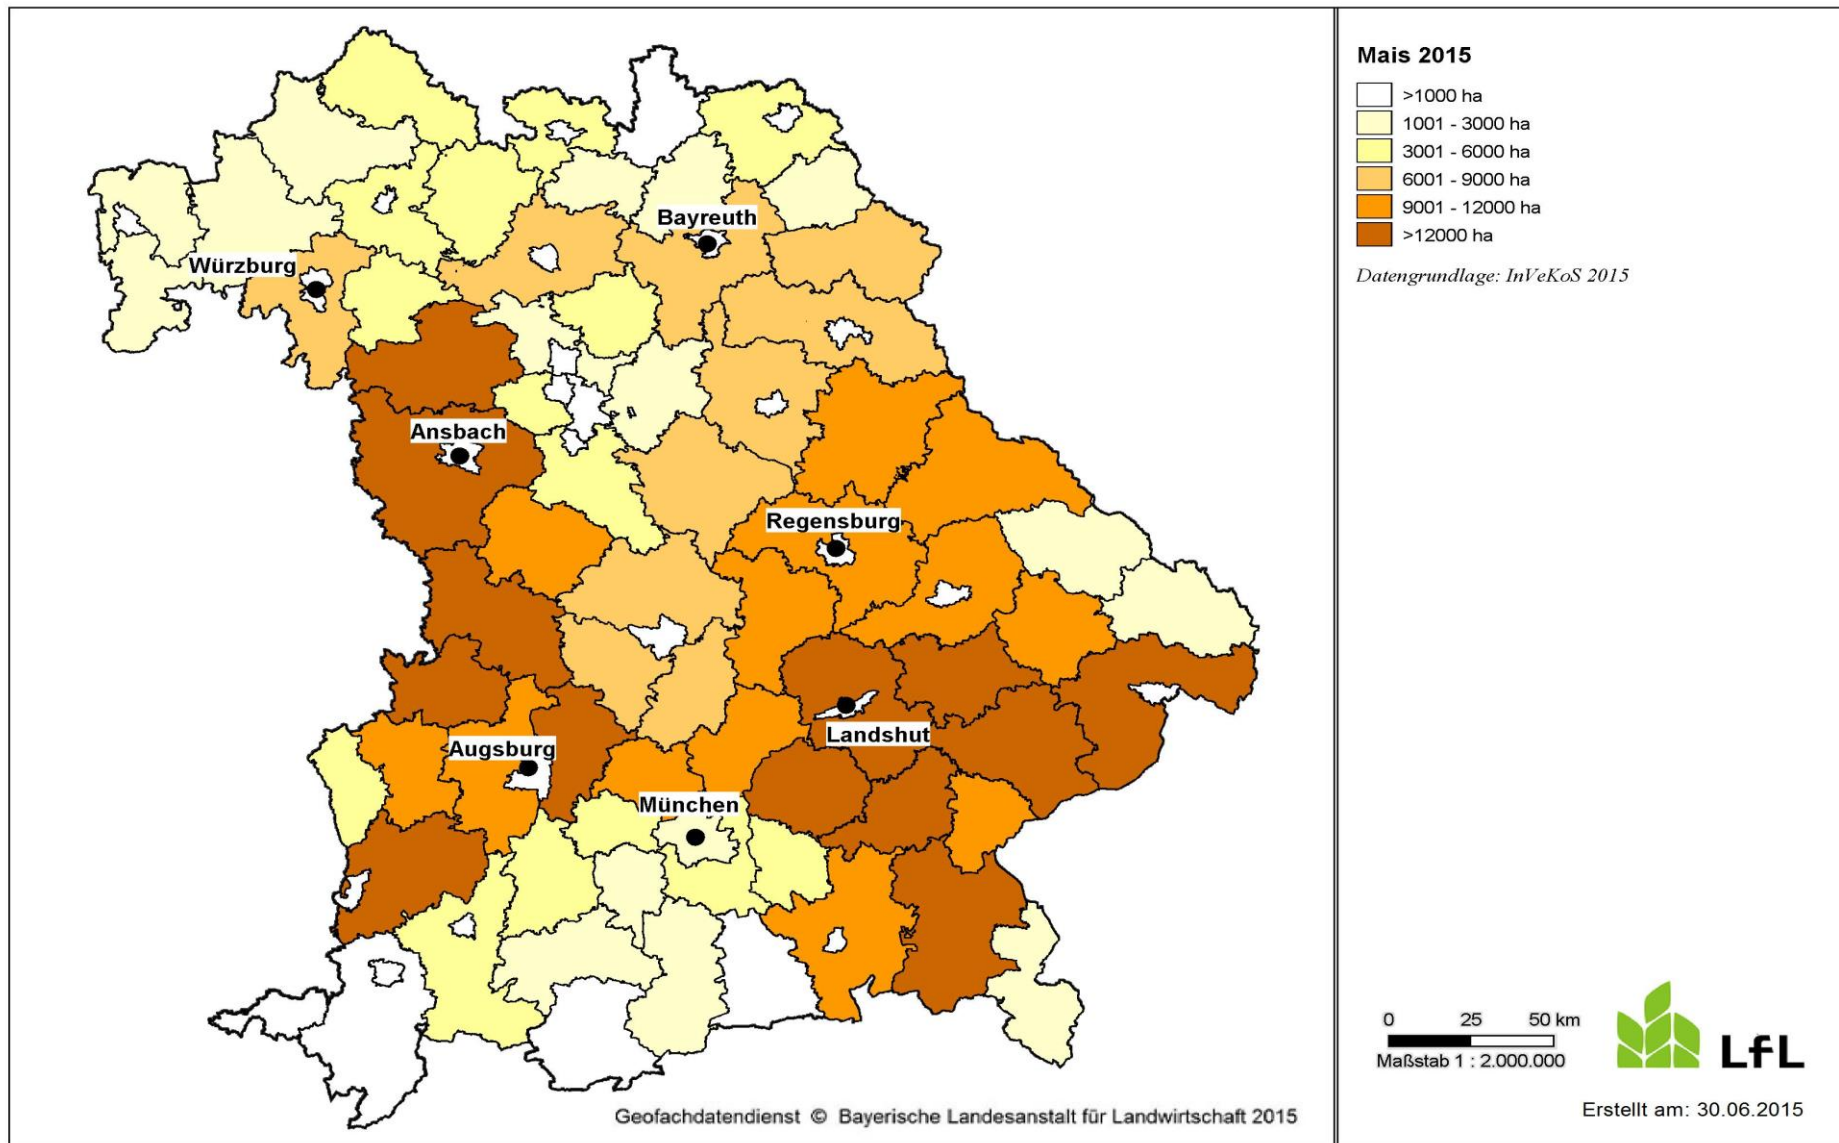 Bayreuth
Würzburg
Ansbach
Regensburg
Landshut
Augsburg
München
Geofachdatendienst © Bayerische Landesanstalt für Landwirtschaft 2015
Mais 2015
>1000 ha
1001 - 3000 ha
3001 - 6000 ha
6001 - 9000 ha
9001 - 12000 ha
>12000 ha
Datengrundlage: InVeKoS 2015
0 25 50 km
Maßstab 1 : 2.000.000
LfL
Erstellt am: 30.06.2015